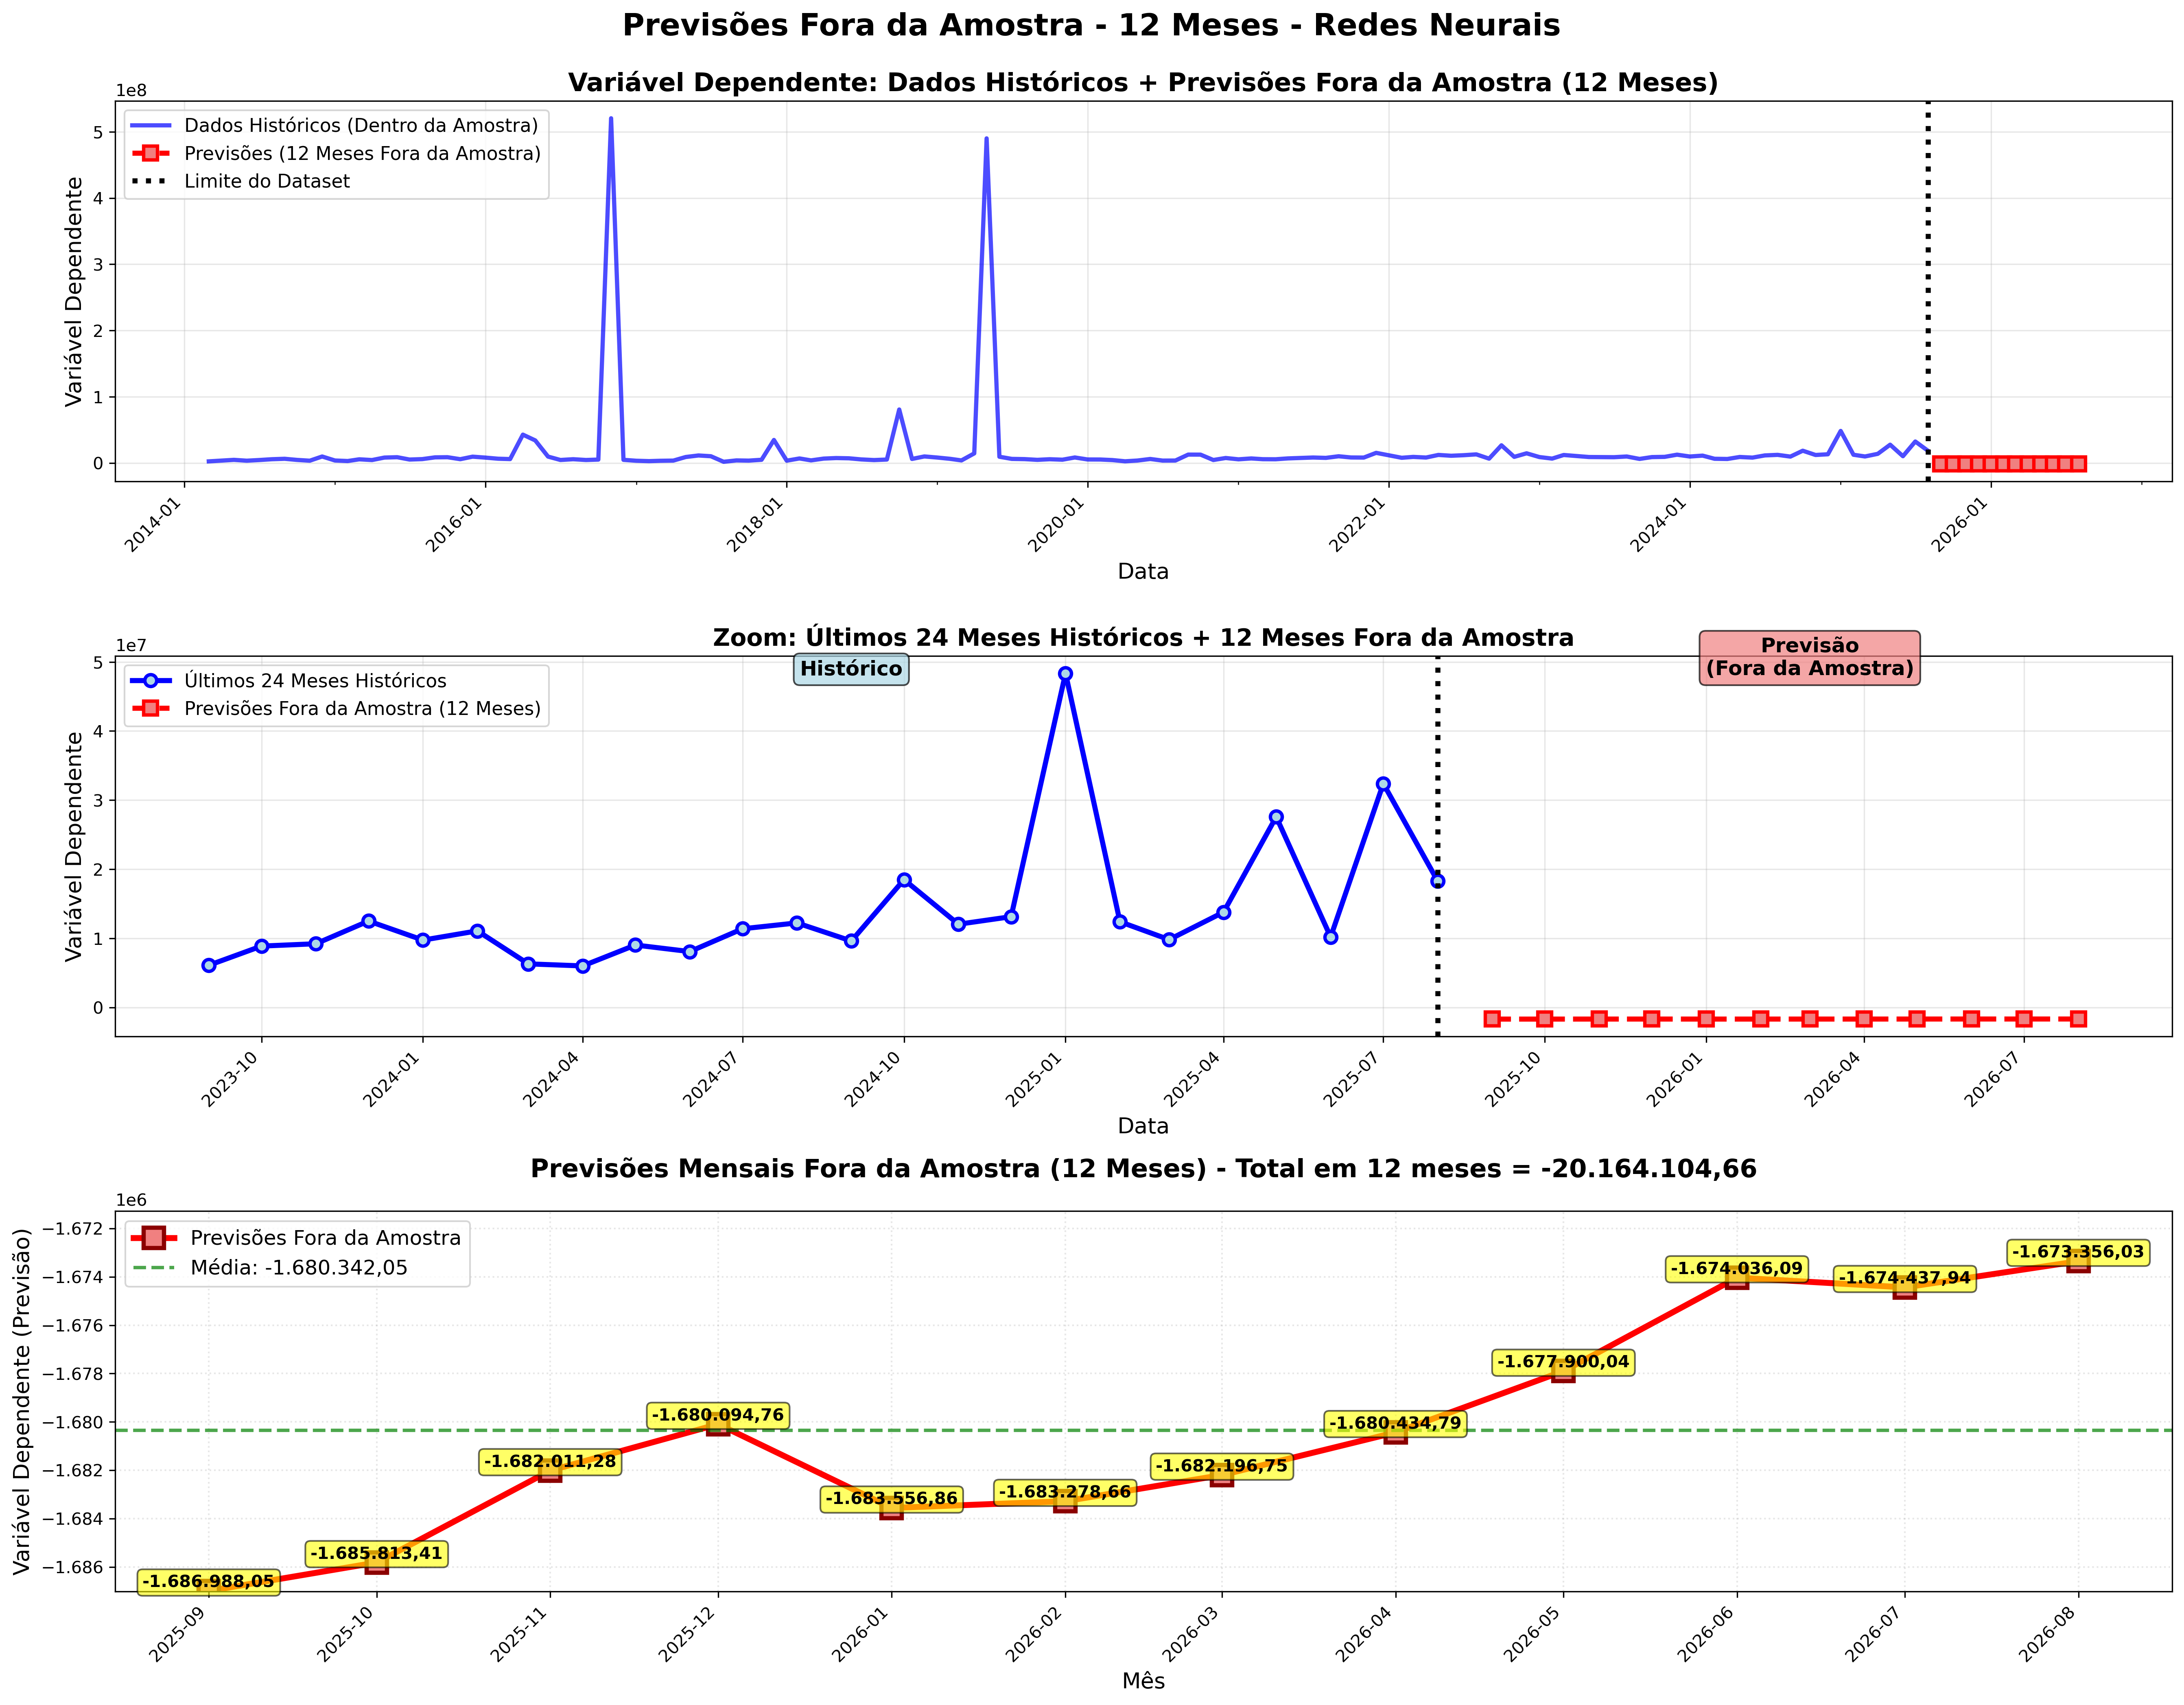 Previsões Fora da Amostra - 12 Meses - Redes Neurais
Variável Dependente: Dados Históricos + Previsões Fora da Amostra (12 Meses)
1e8
Dados Históricos (Dentro da Amostra)
Previsões (12 Meses Fora da Amostra)
Limite do Dataset
Variável Dependente
5
4
3
2
1
0
2014-01
2016-01
2018-01
2020-01
2022-01
2024-01
2026-01
Data
Zoom: Últimos 24 Meses Históricos + 12 Meses Fora da Amostra
1e7
Últimos 24 Meses Históricos
Previsões Fora da Amostra (12 Meses)
Histórico
Previsão
(Fora da Amostra)
Variável Dependente
5
4
3
2
1
0
2023-10
2024-01
2024-04
2024-07
2024-10
2025-01
2025-04
2025-07
2025-10
2026-01
2026-04
2026-07
Data
Previsões Mensais Fora da Amostra (12 Meses) - Total em 12 meses = -20.164.104,66
1e6
Previsões Fora da Amostra
Média: -1.680.342,05
Variável Dependente (Previsão)
−1.672
−1.674
−1.676
−1.678
−1.680
−1.682
−1.684
−1.686
-1.686.988,05
-1.685.813,41
-1.682.011,28
-1.680.094,76
-1.683.556,86
-1.683.278,66
-1.682.196,75
-1.680.434,79
-1.677.900,04
-1.674.036,09
-1.674.437,94
-1.673.356,03
2025-09
2025-10
2025-11
2025-12
2026-01
2026-02
2026-03
2026-04
2026-05
2026-06
2026-07
2026-08
Mês